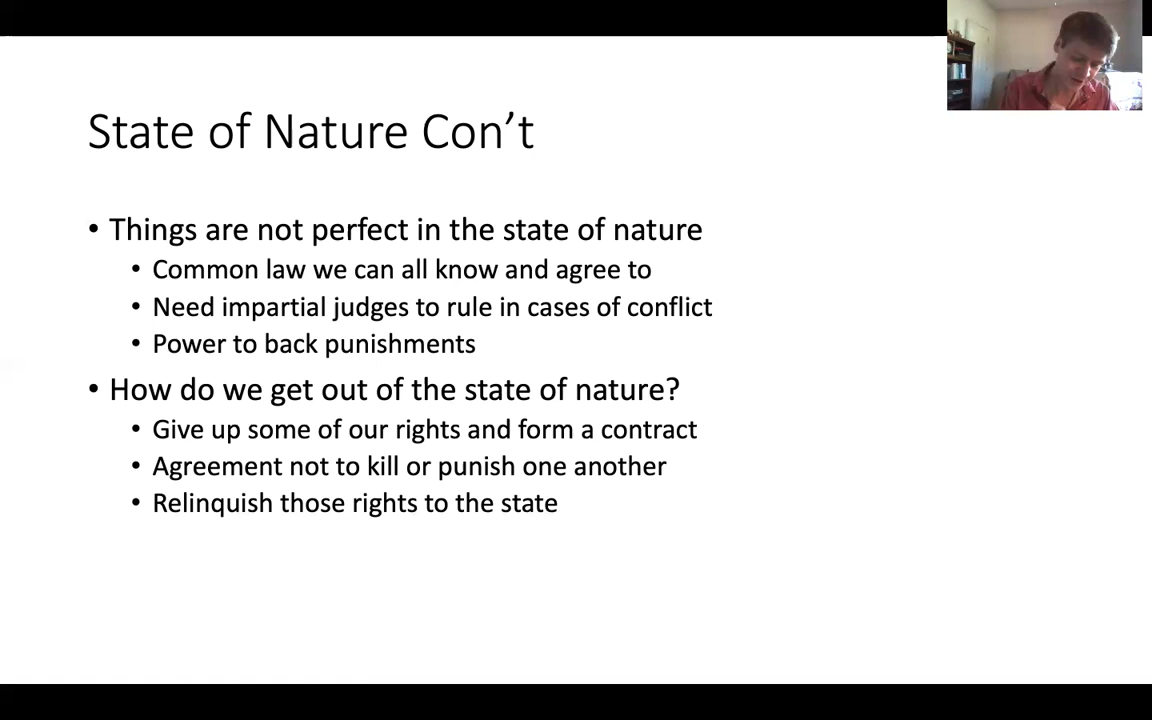 State of Nature Con’t
• Things are not perfect in the state of nature
• Common law we can all know and agree to
• Need impartial judges to rule in cases of conflict
• Power to back punishments
• How do we get out of the state of nature?
• Give up some of our rights and form a contract
• Agreement not to kill or punish one another
• Relinquish those rights to the state